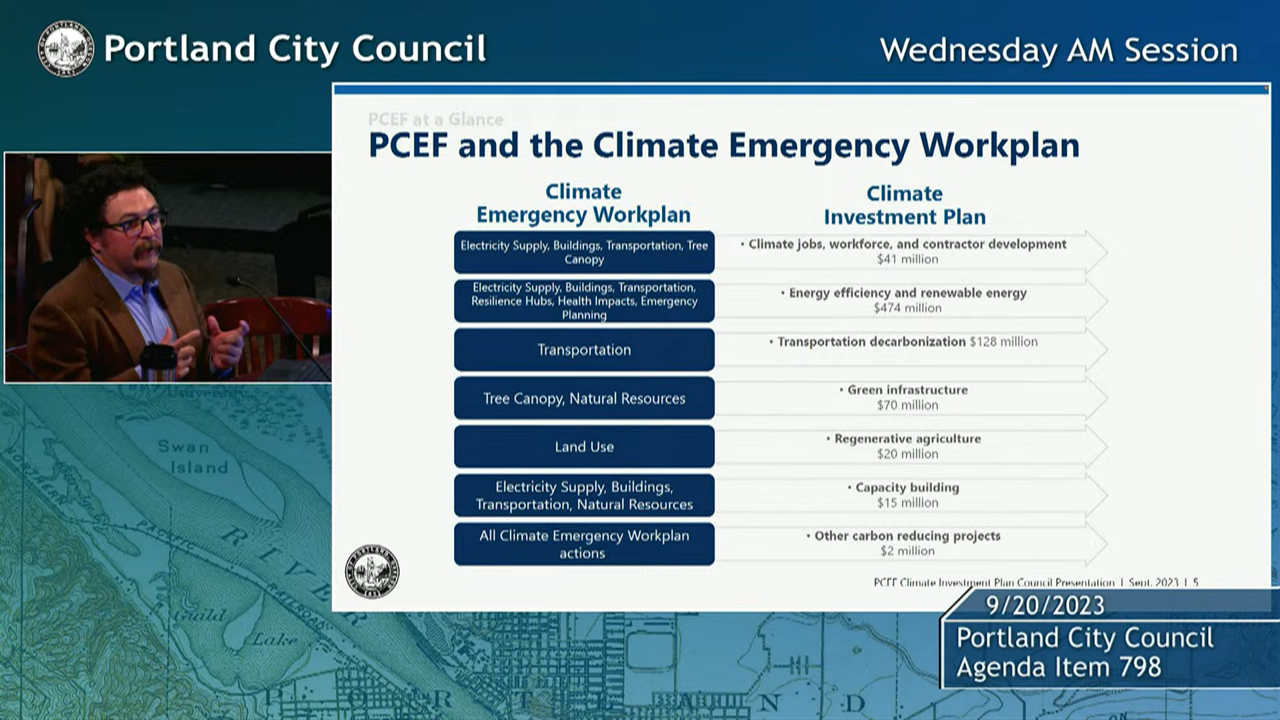 Portland City Council
Wednesday AM Session
PCEF at a Glance
PCEF and the Climate Emergency Workplan
Climate
Emergency Workplan
Climate
Investment Plan
Electricity Supply, Buildings, Transportation, Tree
Canopy
• Climate jobs, workforce, and contractor development
$41 million
Electricity Supply, Buildings, Transportation,
Resilience Hubs, Health Impacts, Emergency
Planning
• Energy efficiency and renewable energy
$474 million
Transportation
• Transportation decarbonization $128 million
Tree Canopy, Natural Resources
• Green infrastructure
$70 million
Land Use
• Regenerative agriculture
$20 million
Electricity Supply, Buildings,
Transportation, Natural Resources
• Capacity building
$15 million
All Climate Emergency Workplan
actions
• Other carbon reducing projects
$2 million
PCEF Climate Investment Plan Council Presentation | Sept. 2023 | 5
9/20/2023
Portland City Council
Agenda Item 798
Swan
Island
Guild
Lake